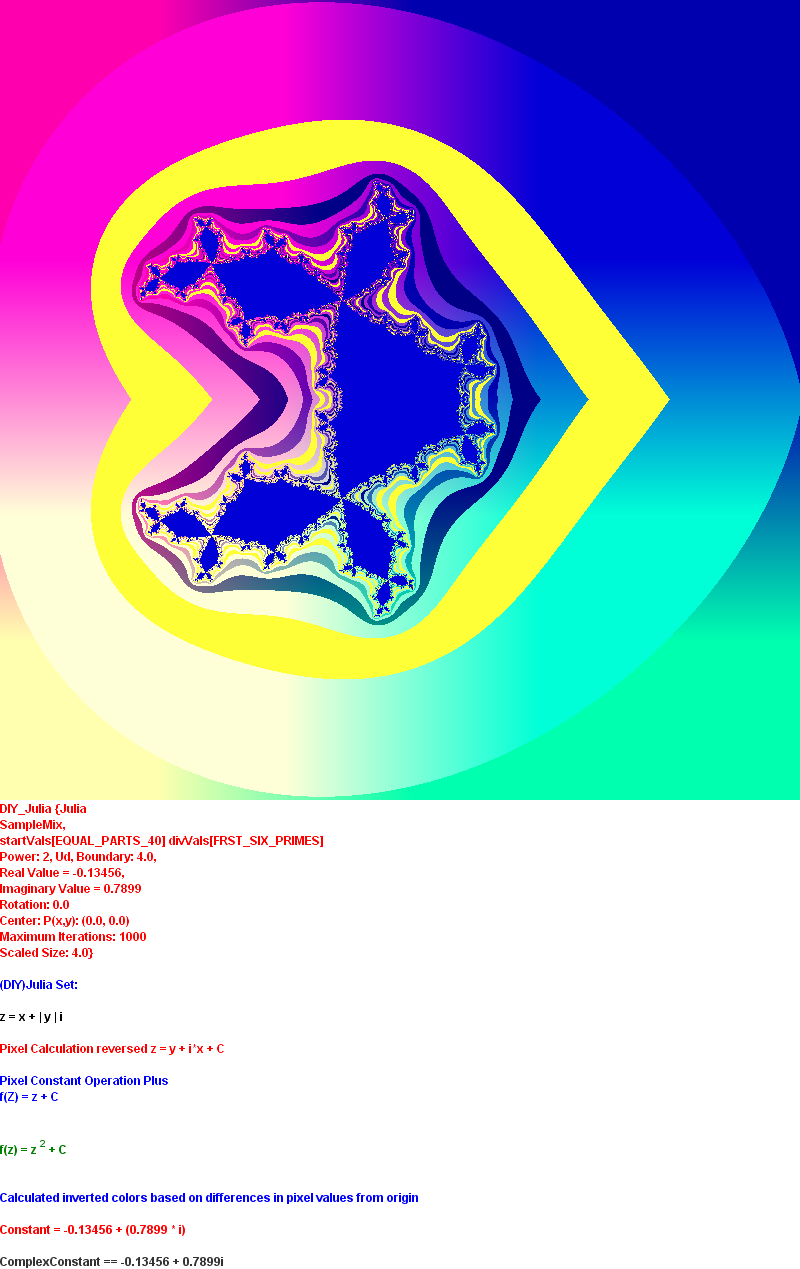 DIY_Julia {Julia
SampleMix,
startVals[EQUAL_PARTS_40] divVals[FRST_SIX_PRIMES]
Power: 2, Ud, Boundary: 4.0,
Real Value = -0.13456,
Imaginary Value = 0.7899
Rotation: 0.0
Center: P(x,y): (0.0, 0.0)
Maximum Iterations: 1000
Scaled Size: 4.0}
(DIY)Julia Set:
z = x + | y | i
Pixel Calculation reversed z = y + i*x + C
Pixel Constant Operation Plus
f(Z) = z + C
f(z) = z ² + C
Calculated inverted colors based on differences in pixel values from origin
Constant = -0.13456 + (0.7899 * i)
ComplexConstant == -0.13456 + 0.7899i